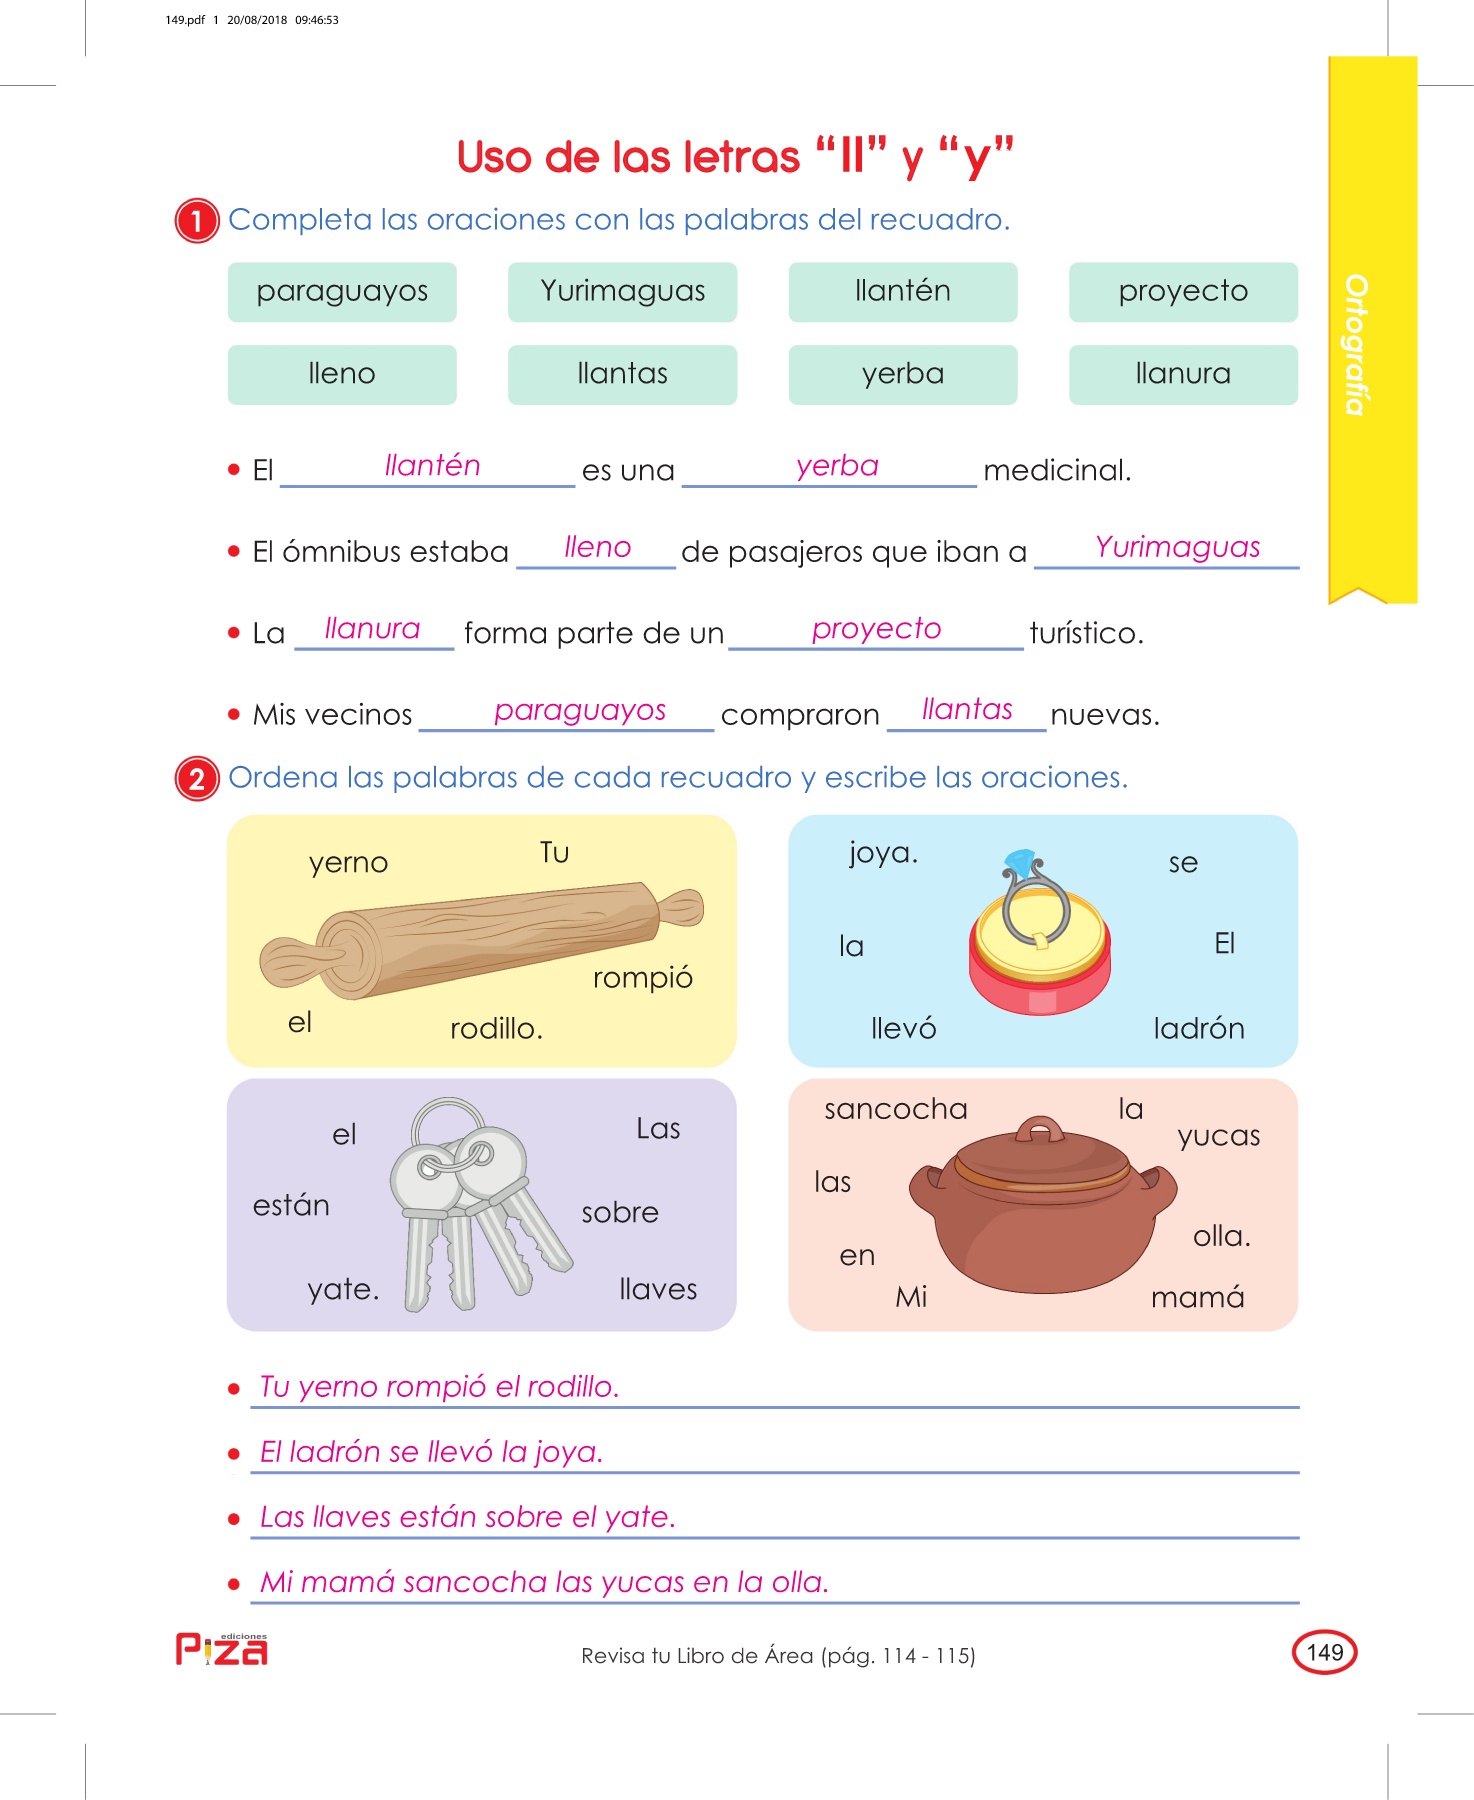 149.pdf 1 20/08/2018 09:46:53
Uso de las letras “ll” y “y”
1 Completa las oraciones con las palabras del recuadro.
paraguayos Yurimaguas llantén proyecto
lleno llantas yerba llanura
Ortografía
• El llantén es una yerba medicinal.
• El ómnibus estaba lleno de pasajeros que iban a Yurimaguas
• La llanura forma parte de un proyecto turístico.
• Mis vecinos paraguayos compraron llantas nuevas.
2 Ordena las palabras de cada recuadro y escribe las oraciones.
yerno Tu
rompió
el rodillo.
joya. se
la El
llevó ladrón
el Las
están sobre
yate. llaves
sancocha la
yucas
las
olla.
en
Mi mamá
• Tu yerno rompió el rodillo.
• El ladrón se llevó la joya.
• Las llaves están sobre el yate.
• Mi mamá sancocha las yucas en la olla.
ediciones
Piza
Revisa tu Libro de Área (pág. 114 - 115)
149